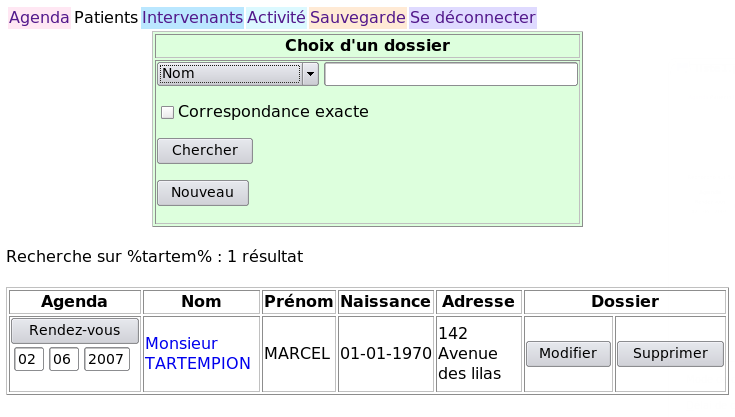 Agenda Patients Intervenants Activité Sauvegarde Se déconnecter
Choix d'un dossier
Nom
Correspondance exacte
Chercher
Nouveau
Recherche sur %tartem% : 1 résultat
Agenda Nom Prénom Naissance Adresse Dossier
Rendez-vous
02 06 2007
Monsieur
TARTEMPION
MARCEL
01-01-1970
142
Avenue
des lilas
Modifier
Supprimer